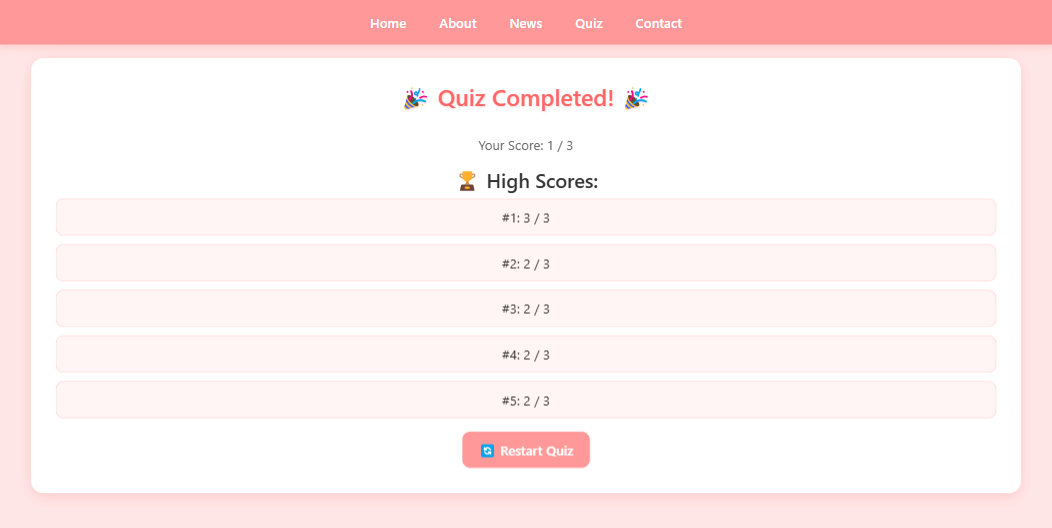 Home About News Quiz Contact
🎉 Quiz Completed! 🎉
Your Score: 1 / 3
🏆 High Scores:
#1: 3 / 3
#2: 2 / 3
#3: 2 / 3
#4: 2 / 3
#5: 2 / 3
🔄 Restart Quiz